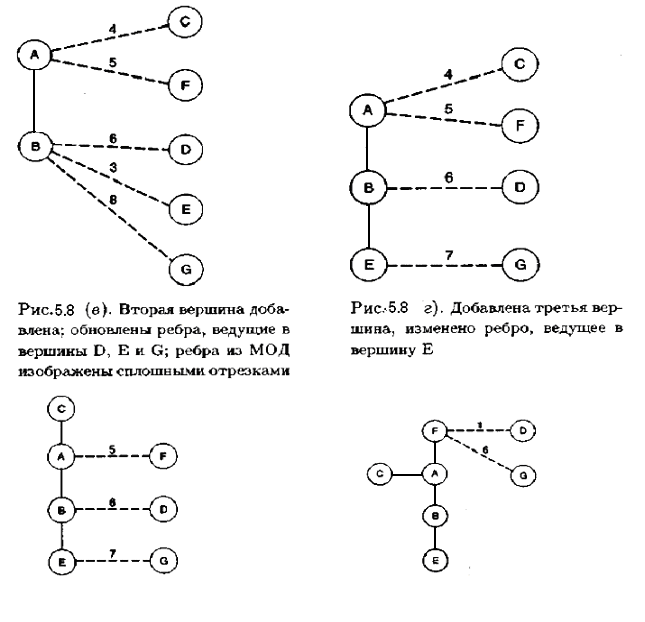 C
4
A
5
F
B
6
D
3
E
8
G
Рис.5.8 (в). Вторая вершина доба-
влена; обновлены ребра, ведущие в
вершины D, E и G; ребра из МОД
изображены сплошными отрезками
C
4
A
5
F
B
6
D
E
7
G
Рис.5.8 г). Добавлена третья вер-
шина, изменено ребро, ведущее в
вершину E
C
A
5
F
B
6
D
E
7
G
F
1
D
6
C
A
G
B
E